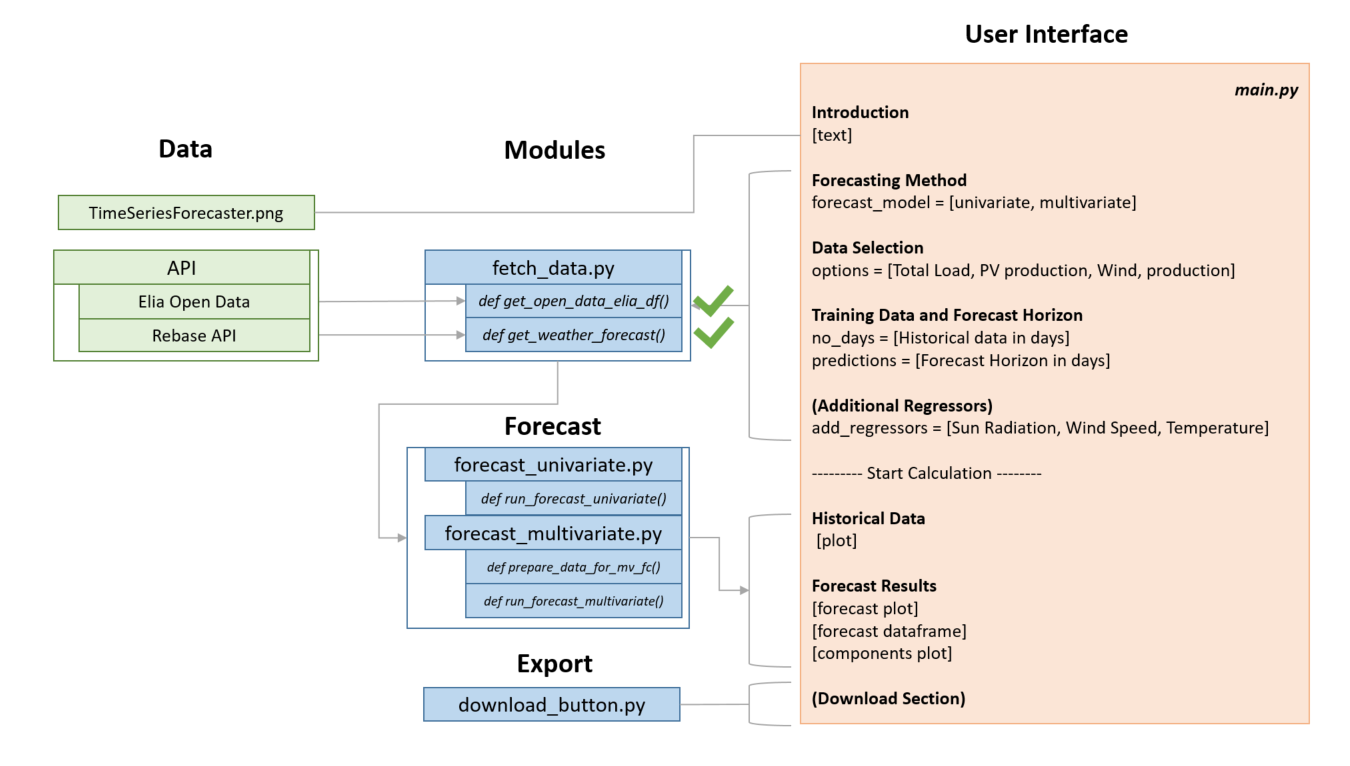 User Interface
main.py
Introduction
[text]
Forecasting Method
forecast_model = [univariate, multivariate]
Data Selection
options = [Total Load, PV production, Wind, production]
Training Data and Forecast Horizon
no_days = [Historical data in days]
predictions = [Forecast Horizon in days]
(Additional Regressors)
add_regressors = [Sun Radiation, Wind Speed, Temperature]
--------- Start Calculation --------
Historical Data
[plot]
Forecast Results
[forecast plot]
[forecast dataframe]
[components plot]
(Download Section)
Data
TimeSeriesForecaster.png
API
Elia Open Data
Rebase API
Modules
fetch_data.py
def get_open_data_elia_df()
def get_weather_forecast()
Forecast
forecast_univariate.py
def run_forecast_univariate()
forecast_multivariate.py
def prepare_data_for_mv_fc()
def run_forecast_multivariate()
Export
download_button.py